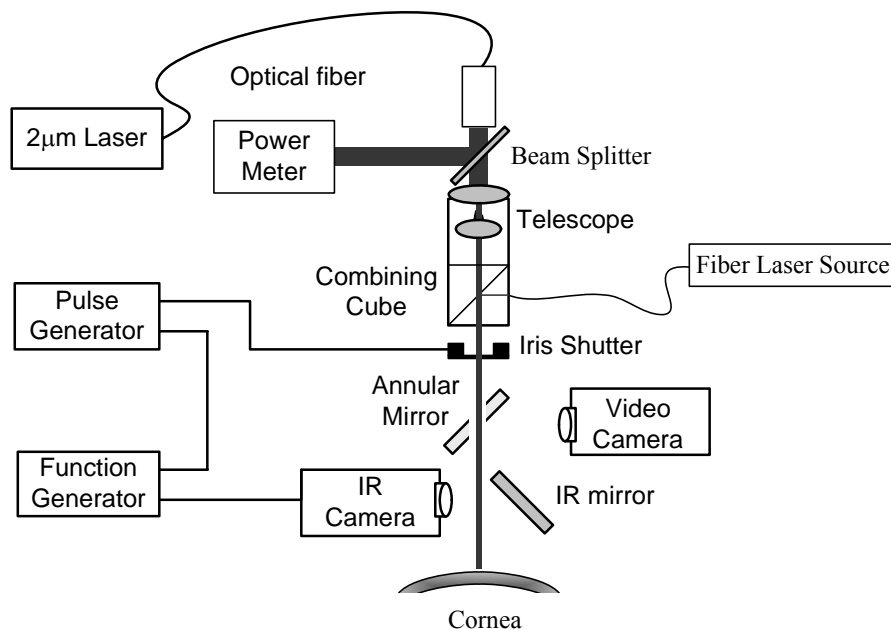 Optical fiber
2μm Laser
Power
Meter
Beam Splitter
Telescope
Fiber Laser Source
Combining
Cube
Pulse
Generator
Iris Shutter
Annular
Mirror
Video
Camera
Function
Generator
IR
Camera
IR mirror
Cornea